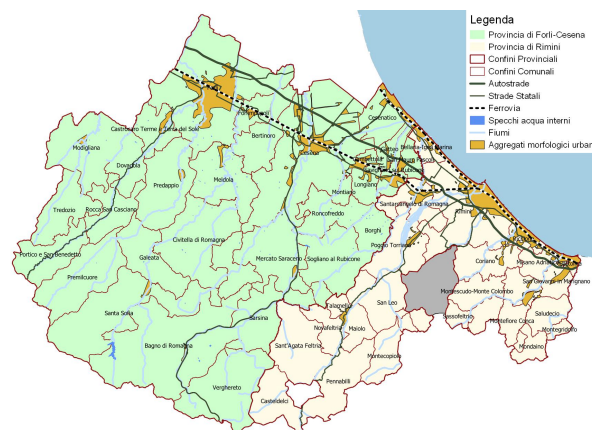 Legenda
Provincia di Forlì-Cesena
Provincia di Rimini
Confini Provinciali
Confini Comunali
Autostrade
Strade Statali
Ferrovia
Specchi acqua interni
Fiumi
Aggregati morfologici urbani
Cesenatico
Castrocaro Terme e Terra del Sole
Bertinoro
Modigliana
Cesena
Dovadola
Meldola
Longiano
Predappio
Montiano
Tredozio
Rocca San Casciano
Roncofreddo
Santarcangelo di Romagna
Rimini
Borghi
Civitella di Romagna
Poggio Torriana
Portico e San Benedetto
Galeata
Mercato Saraceno
Sogliano al Rubicone
Coriano
Misano Adriatico
Premilcuore
San Giovanni in Marignano
Montescudo-Monte Colombo
San Leo
Talamello
Santa Sofia
Sarsina
Sassofeltrio
Saludecio
Novafeltria
Maiolo
Montefiore Conca
Montegridolfo
Bagno di Romagna
Sant'Agata Feltria
Mondaino
Montecopiolo
Verghereto
Pennabilli
Casteldelci